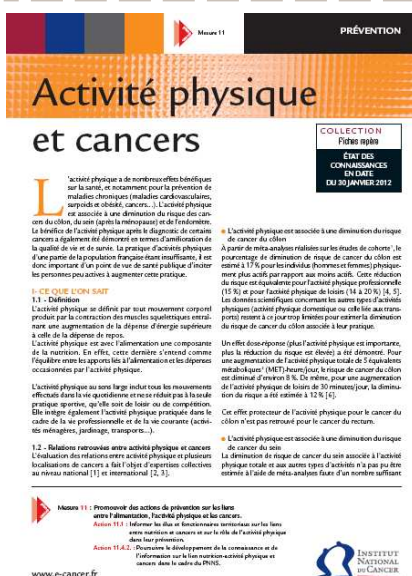 Mesure 11
PRÉVENTION
Activité physique
et cancers
COLLECTION
Fiches repère
ÉTAT DES
CONNAISSANCES
EN DATE
DU 30 JANVIER 2012
L'activité physique a de nombreux effets bénéfiques
sur la santé, et notamment pour la prévention de
maladies chroniques (maladies cardiovasculaires,
surpoids et obésité, cancers...). L'activité physique
est associée à une diminution du risque des can-
cers du côlon, du sein (après la ménopause) et de l'endomètre.
Le bénéfice de l'activité physique après le diagnostic de certains
cancers a également été démontré en termes d'amélioration de
la qualité de vie et de survie. La pratique d'activités physiques
d'une partie de la population française étant insuffisante, il est
donc important d'un point de vue de santé publique d'inciter
les personnes peu actives à augmenter cette pratique.
I- CE QUE L'ON SAIT
1.1 - Définition
L'activité physique se définit par tout mouvement corporel
produit par la contraction des muscles squelettiques entraî-
nant une augmentation de la dépense d'énergie supérieure
à celle de la dépense de repos.
L'activité physique est avec l'alimentation une composante
de la nutrition. En effet, cette dernière s'entend comme
l'équilibre entre les apports liés à l'alimentation et les dépenses
occasionnées par l'activité physique.
L'activité physique au sens large inclut tous les mouvements
effectués dans la vie quotidienne et ne se réduit pas à la seule
pratique sportive, qu'elle soit de loisir ou de compétition.
Elle intègre également l'activité physique pratiquée dans le
cadre de la vie professionnelle et de la vie courante (activi-
tés ménagères, jardinage, transports...).
1.2 - Relations retrouvées entre activité physique et cancers
L'évaluation des relations entre activité physique et plusieurs
localisations de cancers a fait l'objet d'expertises collectives
au niveau national [1] et international [2, 3].
● L'activité physique est associée à une diminution du risque
de cancer du côlon
À partir de méta-analyses réalisées sur les études de cohorte¹, le
pourcentage de diminution de risque de cancer du côlon est
estimé à 17 % pour les individus (hommes et femmes) physique-
ment plus actifs par rapport aux moins actifs. Cette réduction
du risque est équivalente pour l'activité physique professionnelle
(15 %) et pour l'activité physique de loisirs (14 à 20 %) [4, 5].
Les données scientifiques concernant les autres types d'activités
physiques (activité physique domestique ou celle liée aux trans-
ports) restent à ce jour trop limitées pour estimer la diminution
du risque de cancer du côlon associée à leur pratique.
Un effet dose-réponse (plus l'activité physique est importante,
plus la réduction du risque est élevée) a été démontré. Pour
une augmentation de l'activité physique totale de 5 équivalents
métaboliques² (MET)-heure/jour, le risque de cancer du côlon
est diminué d'environ 8 %. De même, pour une augmentation
de l'activité physique de loisirs de 30 minutes/jour, la diminu-
tion du risque a été estimée à 12 % [6].
Cet effet protecteur de l'activité physique pour le cancer du
côlon n'est pas retrouvé pour le cancer du rectum.
● L'activité physique est associée à une diminution du risque
de cancer du sein
La diminution de risque de cancer du sein associée à l'activité
physique totale et aux autres types d'activités n'a pas pu être
estimée à l'aide de méta-analyses faute d'un nombre suffisant
Mesure 11 : Promouvoir des actions de prévention sur les liens
entre l'alimentation, l'activité physique et les cancers.
Action 11.1 : Informer les élus et fonctionnaires territoriaux sur les liens
entre nutrition et cancers et sur le rôle de l'activité physique
dans leur prévention.
Action 11.4.2. : Poursuivre le développement de la connaissance et de
l'information sur le lien nutrition-activité physique et
cancers dans le cadre du PNNS.
www.e-cancer.fr
INSTITUT
NATIONAL
DU CANCER